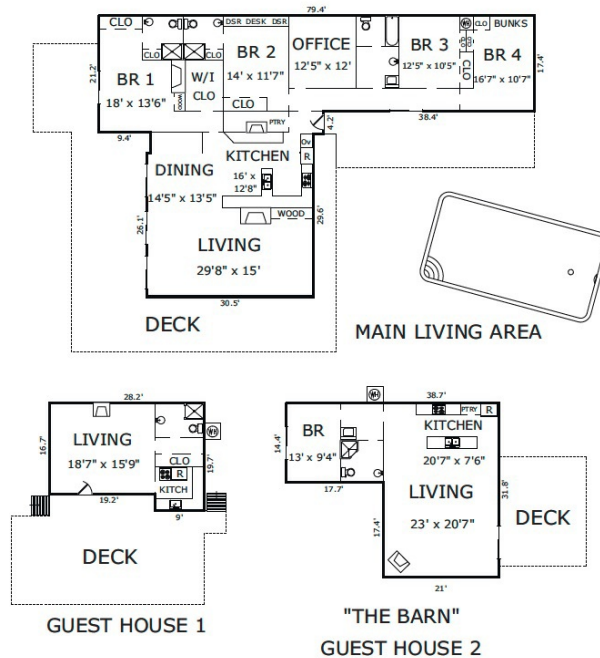 79.4'
CLO
DSR DESK DSR
OFFICE
12'5" x 12'
BR 3
12'5" x 10'5"
WH
CLO
BUNKS
CLO
CLO
BR 2
14' x 11'7"
CLO
BR 4
16'7" x 10'7"
17.4'
21.2'
BR 1
18' x 13'6"
WOOD
W/I
CLO
CLO
38.4'
9.4'
PTRY
4.2'
KITCHEN
16' x
12'8"
Ov
R
DINING
14'5" x 13'5"
WOOD
26.1'
29.6'
LIVING
29'8" x 15'
30.5'
DECK
MAIN LIVING AREA
28.2'
LIVING
18'7" x 15'9"
16.7'
WH
19.7'
CLO
R
KITCH
19.2'
9'
DECK
GUEST HOUSE 1
WH
38.7'
PTRY
R
KITCHEN
20'7" x 7'6"
BR
13' x 9'4"
14.4'
17.7'
LIVING
23' x 20'7"
31.8'
17.4'
DECK
21'
"THE BARN"
GUEST HOUSE 2